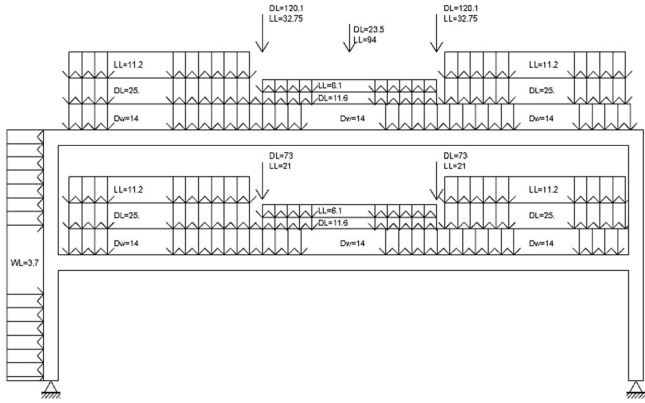 DL=120.1
LL=32.75
DL=23.5
LL=94
DL=120.1
LL=32.75
LL=11.2
LL=6.1
LL=11.2
DL=25.
DL=11.6
DL=25.
Dw=14
Dw=14
Dw=14
DL=73
LL=21
DL=73
LL=21
LL=11.2
LL=6.1
LL=11.2
DL=25.
DL=11.6
DL=25.
Dw=14
Dw=14
Dw=14
WL=3.7